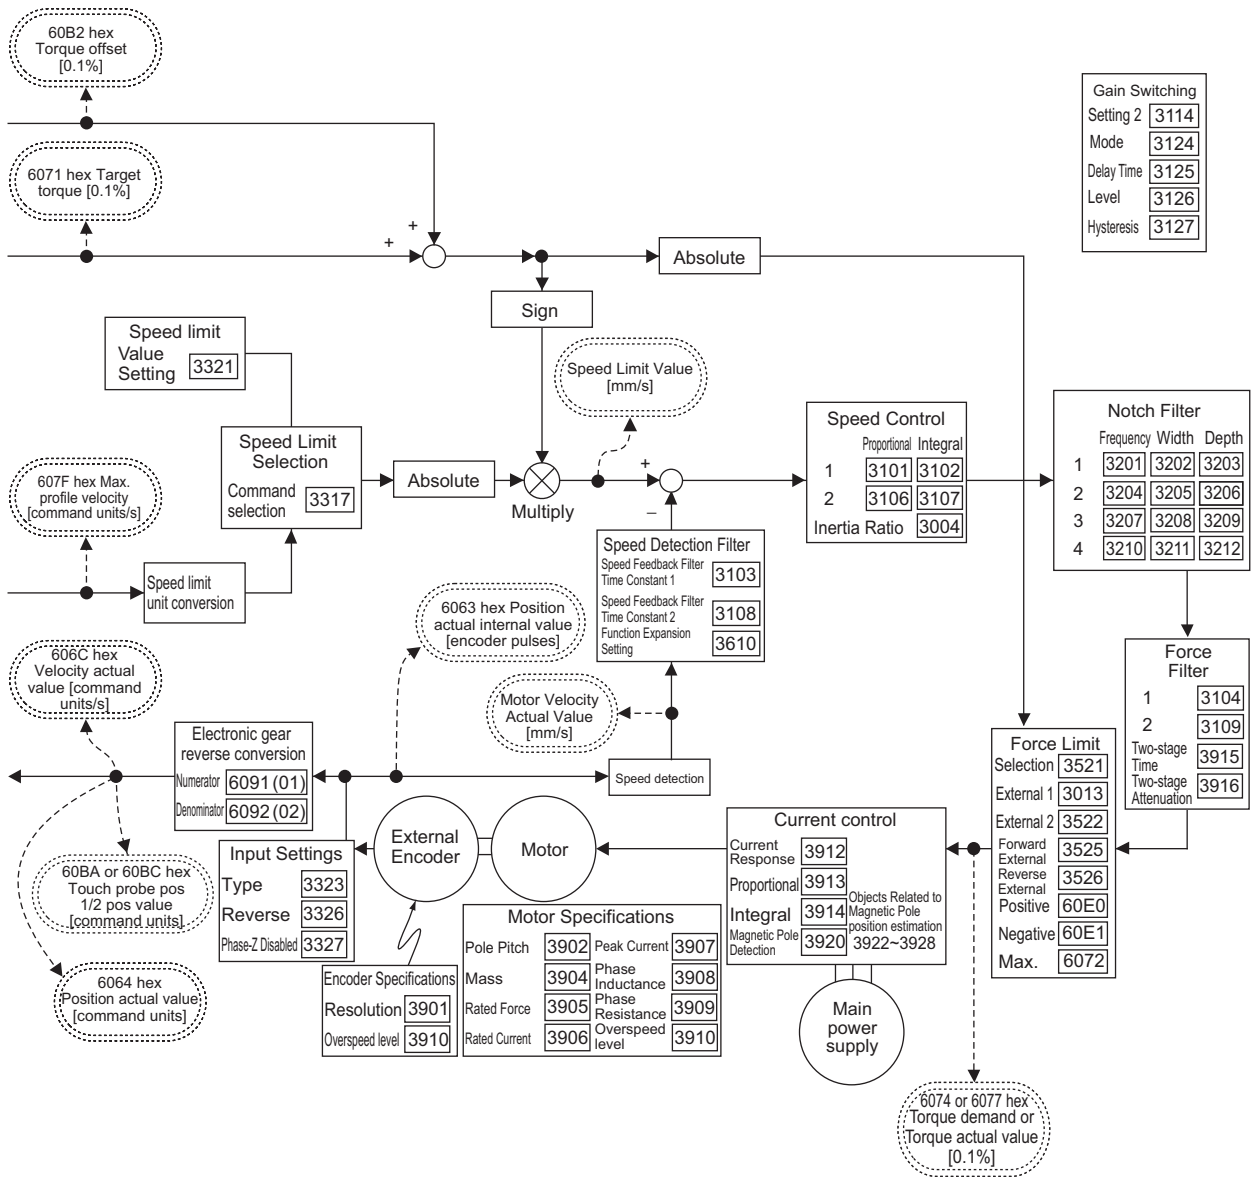 60B2 hex
Torque offset
[0.1%]
6071 hex Target
torque [0.1%]
+
+
Absolute
Sign
Gain Switching
Setting 2 3114
Mode 3124
Delay Time 3125
Level 3126
Hysteresis 3127
Speed limit
Value
Setting 3321
Speed Limit Value
[mm/s]
Speed Limit
Selection
Command
selection 3317
Absolute
Multiply
+
−
607F hex Max.
profile velocity
[command units/s]
Speed limit
unit conversion
Speed Control
Proportional Integral
1 3101 3102
2 3106 3107
Inertia Ratio 3004
Notch Filter
Frequency Width Depth
1 3201 3202 3203
2 3204 3205 3206
3 3207 3208 3209
4 3210 3211 3212
Speed Detection Filter
Speed Feedback Filter
Time Constant 1 3103
Speed Feedback Filter
Time Constant 2 3108
Function Expansion
Setting 3610
6063 hex Position
actual internal value
[encoder pulses]
606C hex
Velocity actual
value [command
units/s]
Motor Velocity
Actual Value
[mm/s]
Force
Filter
1 3104
2 3109
Two-stage
Time 3915
Two-stage
Attenuation 3916
Electronic gear
reverse conversion
Numerator 6091 (01)
Denominator 6092 (02)
Speed detection
Force Limit
Selection 3521
External 1 3013
External 2 3522
Forward
External 3525
Reverse
External 3526
Positive 60E0
Negative 60E1
Max. 6072
External
Encoder
Motor
Current control
Current
Response 3912
Proportional 3913
Integral 3914
Magnetic Pole
Detection 3920
Objects Related to
Magnetic Pole
position estimation
3922~3928
Input Settings
Type 3323
Reverse 3326
Phase-Z Disabled 3327
60BA or 60BC hex
Touch probe pos
1/2 pos value
[command units]
Motor Specifications
Pole Pitch 3902 Peak Current 3907
Mass 3904 Phase
Inductance 3908
Rated Force 3905 Phase
Resistance 3909
Rated Current 3906 Overspeed
level 3910
Encoder Specifications
Resolution 3901
Overspeed level 3910
6064 hex
Position actual value
[command units]
Main
power
supply
6074 or 6077 hex
Torque demand or
Torque actual value
[0.1%]